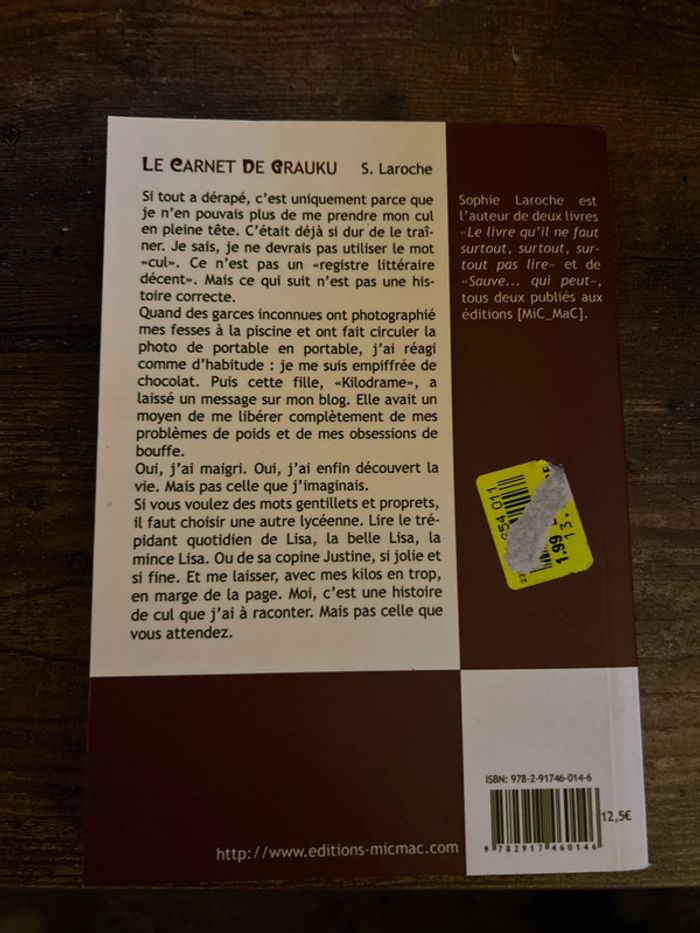 LE CARNET DE GRAUKU S. Laroche
Si tout a dérapé, c'est uniquement parce que
je n'en pouvais plus de me prendre mon cul
en pleine tête. C'était déjà si dur de le traî-
ner. Je sais, je ne devrais pas utiliser le mot
«cul». Ce n'est pas un «registre littéraire
décent». Mais ce qui suit n'est pas une his-
toire correcte.
Quand des garces inconnues ont photographié
mes fesses à la piscine et ont fait circuler la
photo de portable en portable, j'ai réagi
comme d'habitude : je me suis empiffrée de
chocolat. Puis cette fille, «Kilodrame», a
laissé un message sur mon blog. Elle avait un
moyen de me libérer complètement de mes
problèmes de poids et de mes obsessions de
bouffe.
Oui, j'ai maigri. Oui, j'ai enfin découvert la
vie. Mais pas celle que j'imaginais.
Si vous voulez des mots gentillets et proprets,
il faut choisir une autre lycéenne. Lire le tré-
pidant quotidien de Lisa, la belle Lisa, la
mince Lisa. Ou de sa copine Justine, si jolie et
si fine. Et me laisser, avec mes kilos en trop,
en marge de la page. Moi, c'est une histoire
de cul que j'ai à raconter. Mais pas celle que
vous attendez.
Sophie Laroche est
l'auteur de deux livres
«Le livre qu'il ne faut
surtout, surtout, sur-
tout pas lire» et de
«Sauve... qui peut»,
tous deux publiés aux
éditions [MiC_MaC].
954 011
1.99
13.
ISBN: 978-2-91746-014-6
12,5€
9 782917 460146
http://www.editions-micmac.com